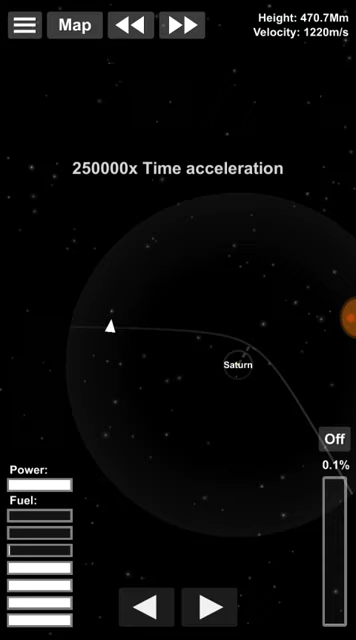 Map
Height: 470.7Mm
Velocity: 1220m/s
250000x Time acceleration
Saturn
Off
0.1%
Power:
Fuel: